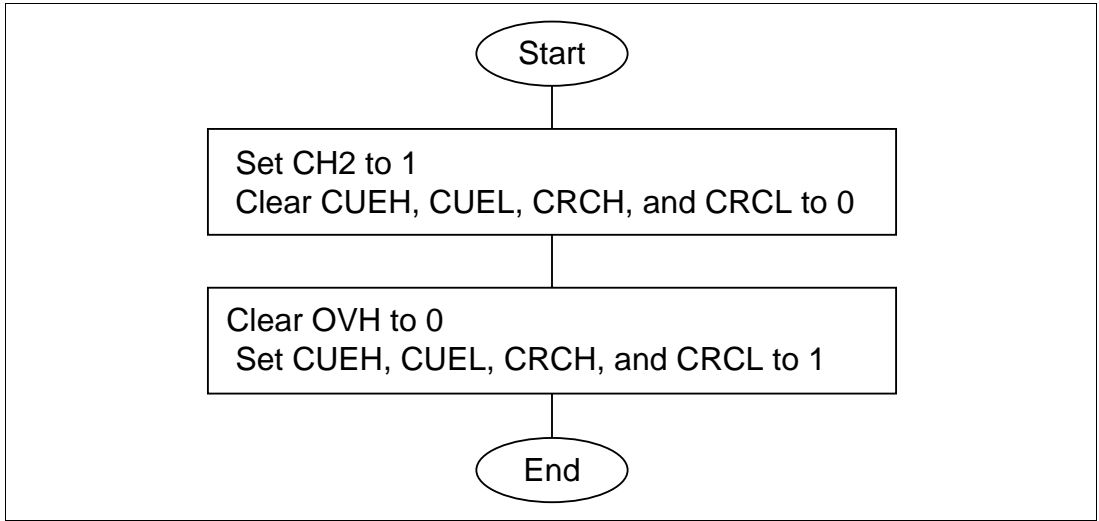 Start
Set CH2 to 1
Clear CUEH, CUEL, CRCH, and CRCL to 0
Clear OVH to 0
Set CUEH, CUEL, CRCH, and CRCL to 1
End